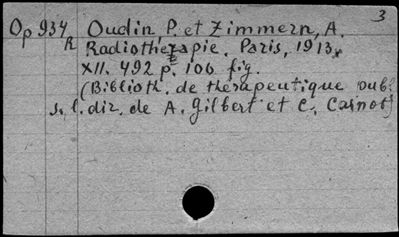 3
Op 934 Oudin, P. et Zimmern, A.
R Radiothérapie. Paris, 1913.
XII. 492 p. 106 fig.
(Biblioth. de thérapeutique publ.
s. l. dir. de A. Gilbert et C. Carnot)